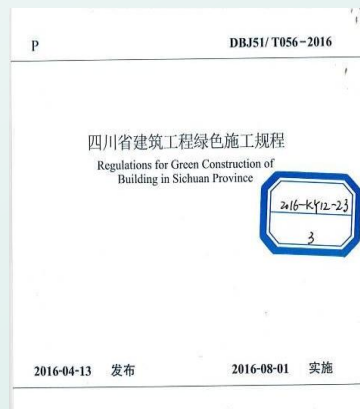 P
DBJ51/T056-2016
四川省建筑工程绿色施工规程
Regulations for Green Construction of
Building in Sichuan Province
2016-KY12-23
3
2016-04-13 发布
2016-08-01 实施